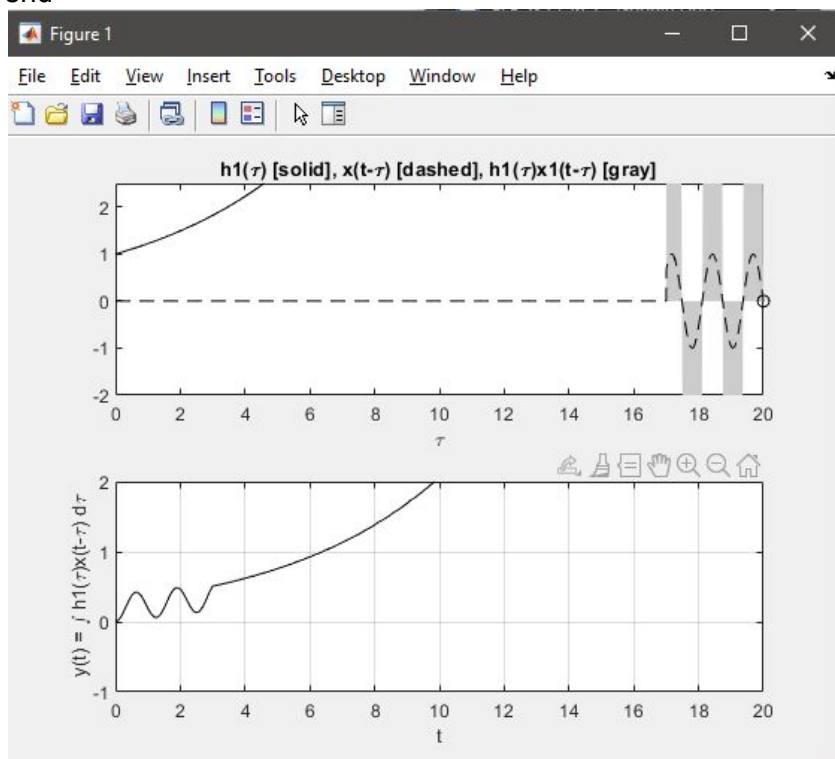 end
Figure 1
File Edit View Insert Tools Desktop Window Help
h1(τ) [solid], x(t-τ) [dashed], h1(τ)x1(t-τ) [gray]
2
1
0
-1
-2
0 2 4 6 8 10 12 14 16 18 20
τ
y(t) = ∫ h1(τ)x(t-τ) dτ
2
1
0
-1
0 2 4 6 8 10 12 14 16 18 20
t